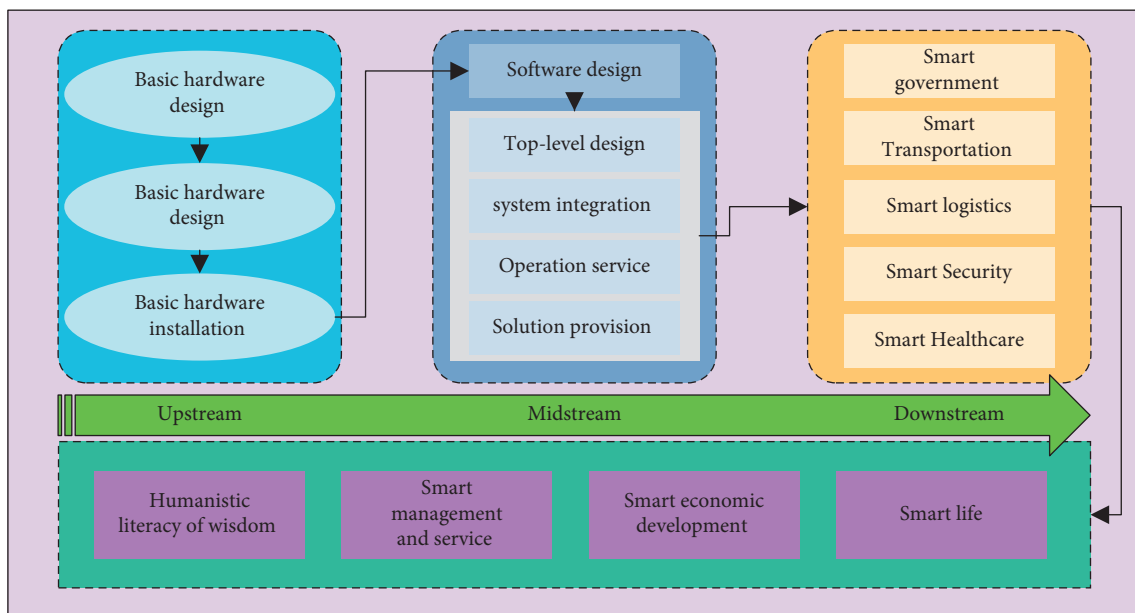 Basic hardware
design
Basic hardware
design
Basic hardware
installation
Software design
Top-level design
system integration
Operation service
Solution provision
Smart
government
Smart
Transportation
Smart logistics
Smart Security
Smart Healthcare
Upstream
Midstream
Downstream
Humanistic
literacy of wisdom
Smart
management
and service
Smart economic
development
Smart life